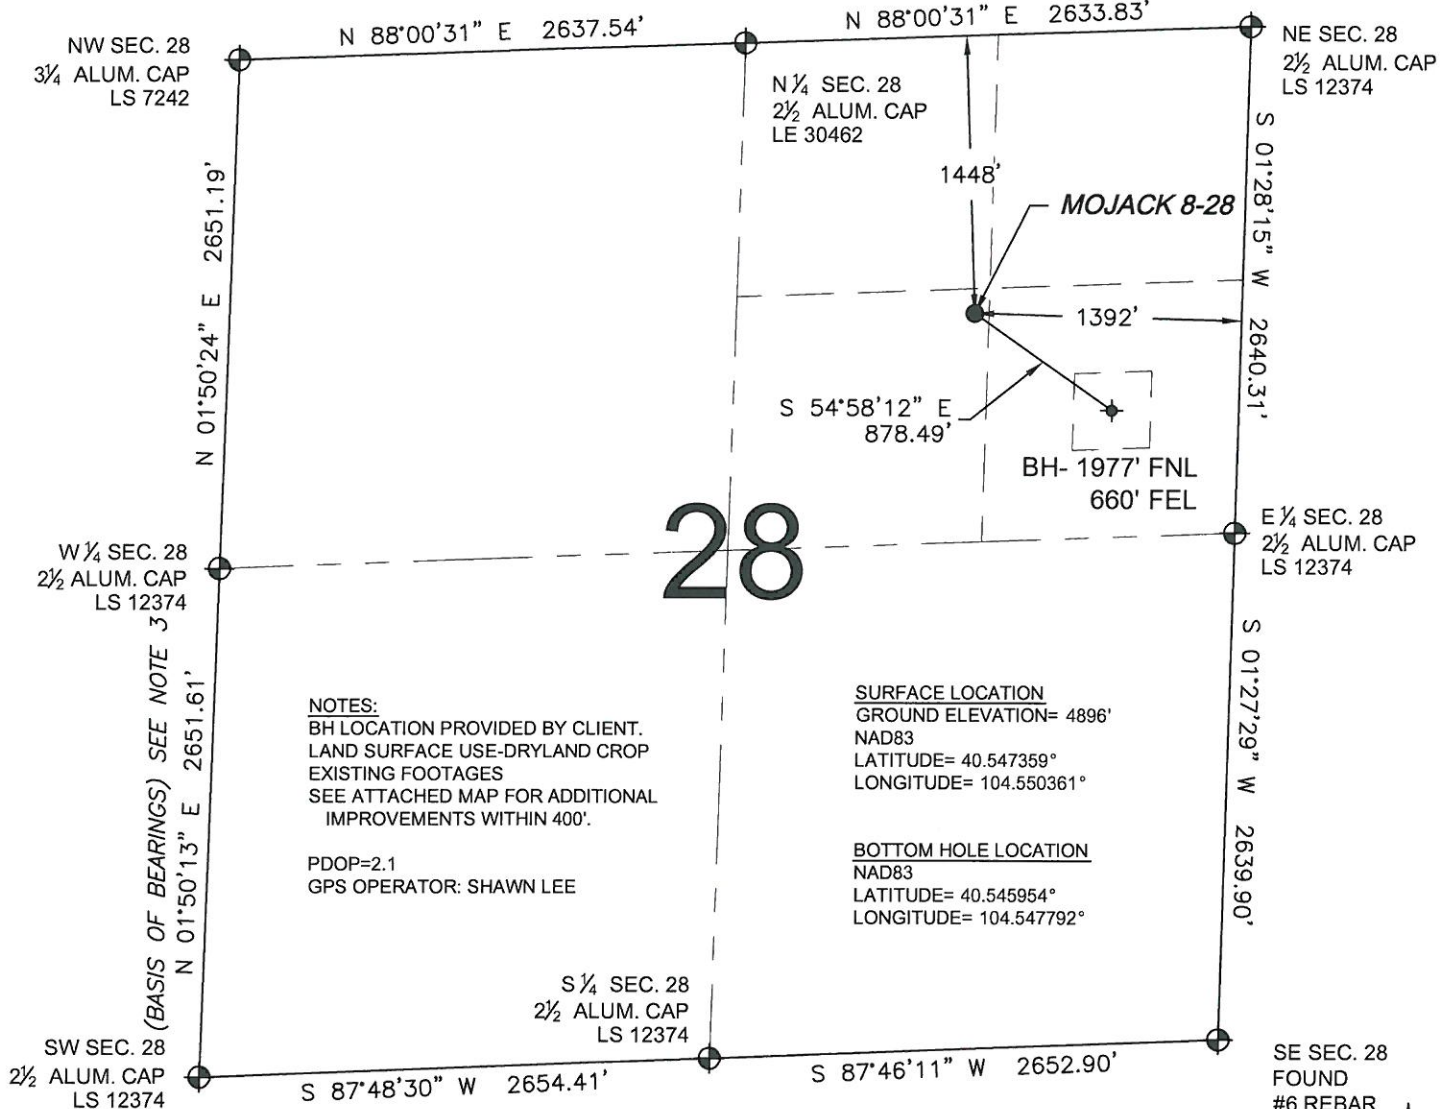 N 88°00'31" E 2637.54'
N 88°00'31" E 2633.83'
NW SEC. 28
3¼ ALUM. CAP
LS 7242
N ¼ SEC. 28
2½ ALUM. CAP
LE 30462
NE SEC. 28
2½ ALUM. CAP
LS 12374
N 01°50'24" E 2651.19'
S 01°28'15" W 2640.31'
1448'
MOJACK 8-28
1392'
S 54°58'12" E
878.49'
BH- 1977' FNL
660' FEL
28
W ¼ SEC. 28
2½ ALUM. CAP
LS 12374
E ¼ SEC. 28
2½ ALUM. CAP
LS 12374
(BASIS OF BEARINGS) SEE NOTE 3
N 01°50'13" E 2651.61'
S 01°27'29" W 2639.90'
NOTES:
BH LOCATION PROVIDED BY CLIENT.
LAND SURFACE USE-DRYLAND CROP
EXISTING FOOTAGES
SEE ATTACHED MAP FOR ADDITIONAL
IMPROVEMENTS WITHIN 400'.
PDOP=2.1
GPS OPERATOR: SHAWN LEE
SURFACE LOCATION
GROUND ELEVATION= 4896'
NAD83
LATITUDE= 40.547359°
LONGITUDE= 104.550361°
BOTTOM HOLE LOCATION
NAD83
LATITUDE= 40.545954°
LONGITUDE= 104.547792°
S ¼ SEC. 28
2½ ALUM. CAP
LS 12374
SW SEC. 28
2½ ALUM. CAP
LS 12374
S 87°48'30" W 2654.41'
S 87°46'11" W 2652.90'
SE SEC. 28
FOUND
#6 REBAR